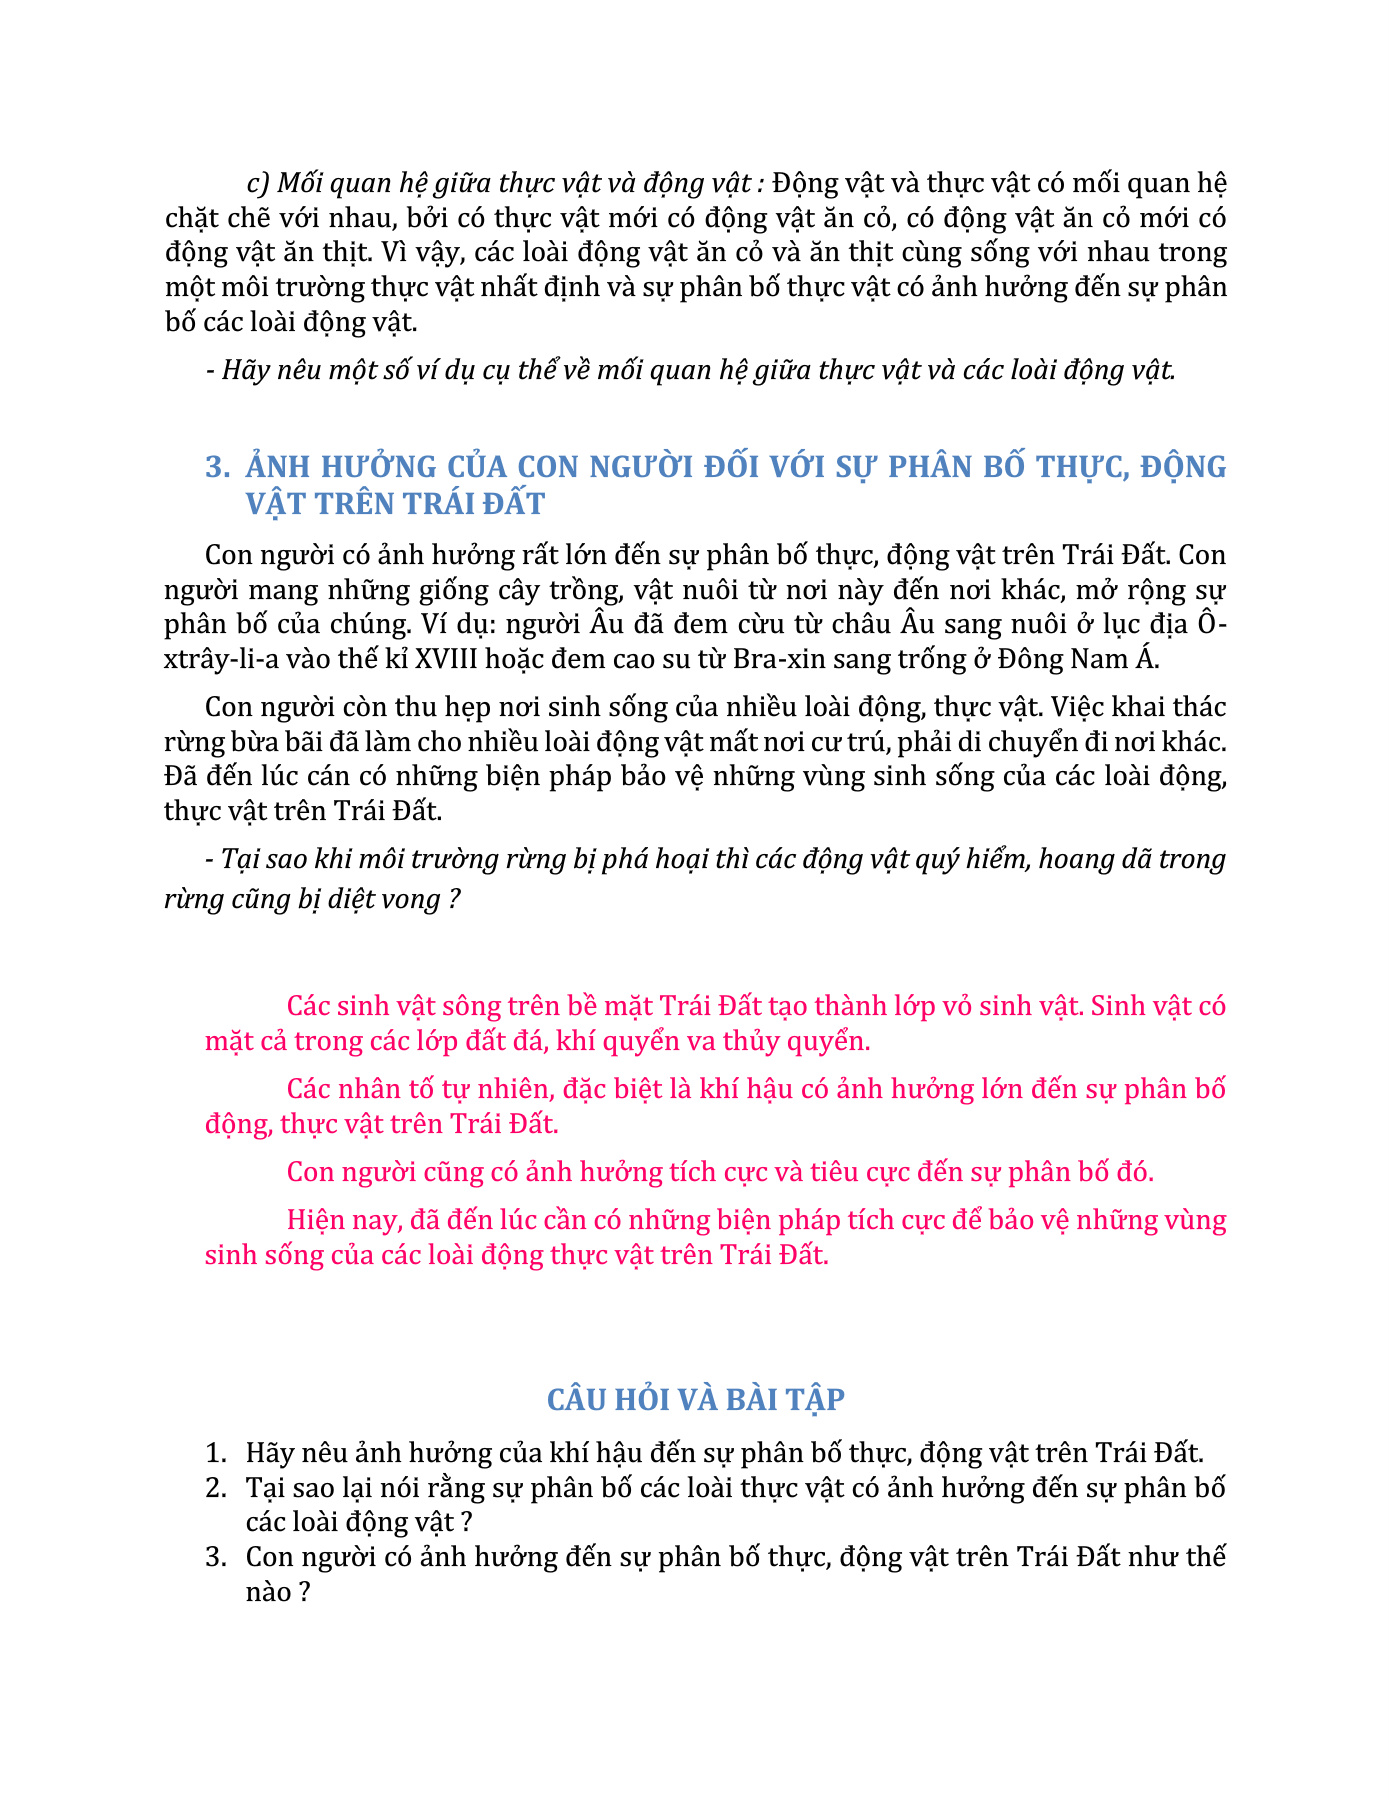 c) Mối quan hệ giữa thực vật và động vật : Động vật và thực vật có mối quan hệ
chặt chẽ với nhau, bởi có thực vật mới có động vật ăn cỏ, có động vật ăn cỏ mới có
động vật ăn thịt. Vì vậy, các loài động vật ăn cỏ và ăn thịt cùng sống với nhau trong
một môi trường thực vật nhất định và sự phân bố thực vật có ảnh hưởng đến sự phân
bố các loài động vật.
- Hãy nêu một số ví dụ cụ thể về mối quan hệ giữa thực vật và các loài động vật.
3. ẢNH HƯỞNG CỦA CON NGƯỜI ĐỐI VỚI SỰ PHÂN BỐ THỰC, ĐỘNG
VẬT TRÊN TRÁI ĐẤT
Con người có ảnh hưởng rất lớn đến sự phân bố thực, động vật trên Trái Đất. Con
người mang những giống cây trồng, vật nuôi từ nơi này đến nơi khác, mở rộng sự
phân bố của chúng. Ví dụ: người Âu đã đem cừu từ châu Âu sang nuôi ở lục địa Ô-
xtrây-li-a vào thế kỉ XVIII hoặc đem cao su từ Bra-xin sang trống ở Đông Nam Á.
Con người còn thu hẹp nơi sinh sống của nhiều loài động, thực vật. Việc khai thác
rừng bừa bãi đã làm cho nhiều loài động vật mất nơi cư trú, phải di chuyển đi nơi khác.
Đã đến lúc cán có những biện pháp bảo vệ những vùng sinh sống của các loài động,
thực vật trên Trái Đất.
- Tại sao khi môi trường rừng bị phá hoại thì các động vật quý hiểm, hoang dã trong
rừng cũng bị diệt vong ?
Các sinh vật sông trên bề mặt Trái Đất tạo thành lớp vỏ sinh vật. Sinh vật có
mặt cả trong các lớp đất đá, khí quyển va thủy quyển.
Các nhân tố tự nhiên, đặc biệt là khí hậu có ảnh hưởng lớn đến sự phân bố
động, thực vật trên Trái Đất.
Con người cũng có ảnh hưởng tích cực và tiêu cực đến sự phân bố đó.
Hiện nay, đã đến lúc cần có những biện pháp tích cực để bảo vệ những vùng
sinh sống của các loài động thực vật trên Trái Đất.
CÂU HỎI VÀ BÀI TẬP
1. Hãy nêu ảnh hưởng của khí hậu đến sự phân bố thực, động vật trên Trái Đất.
2. Tại sao lại nói rằng sự phân bố các loài thực vật có ảnh hưởng đến sự phân bố
các loài động vật ?
3. Con người có ảnh hưởng đến sự phân bố thực, động vật trên Trái Đất như thế
nào ?